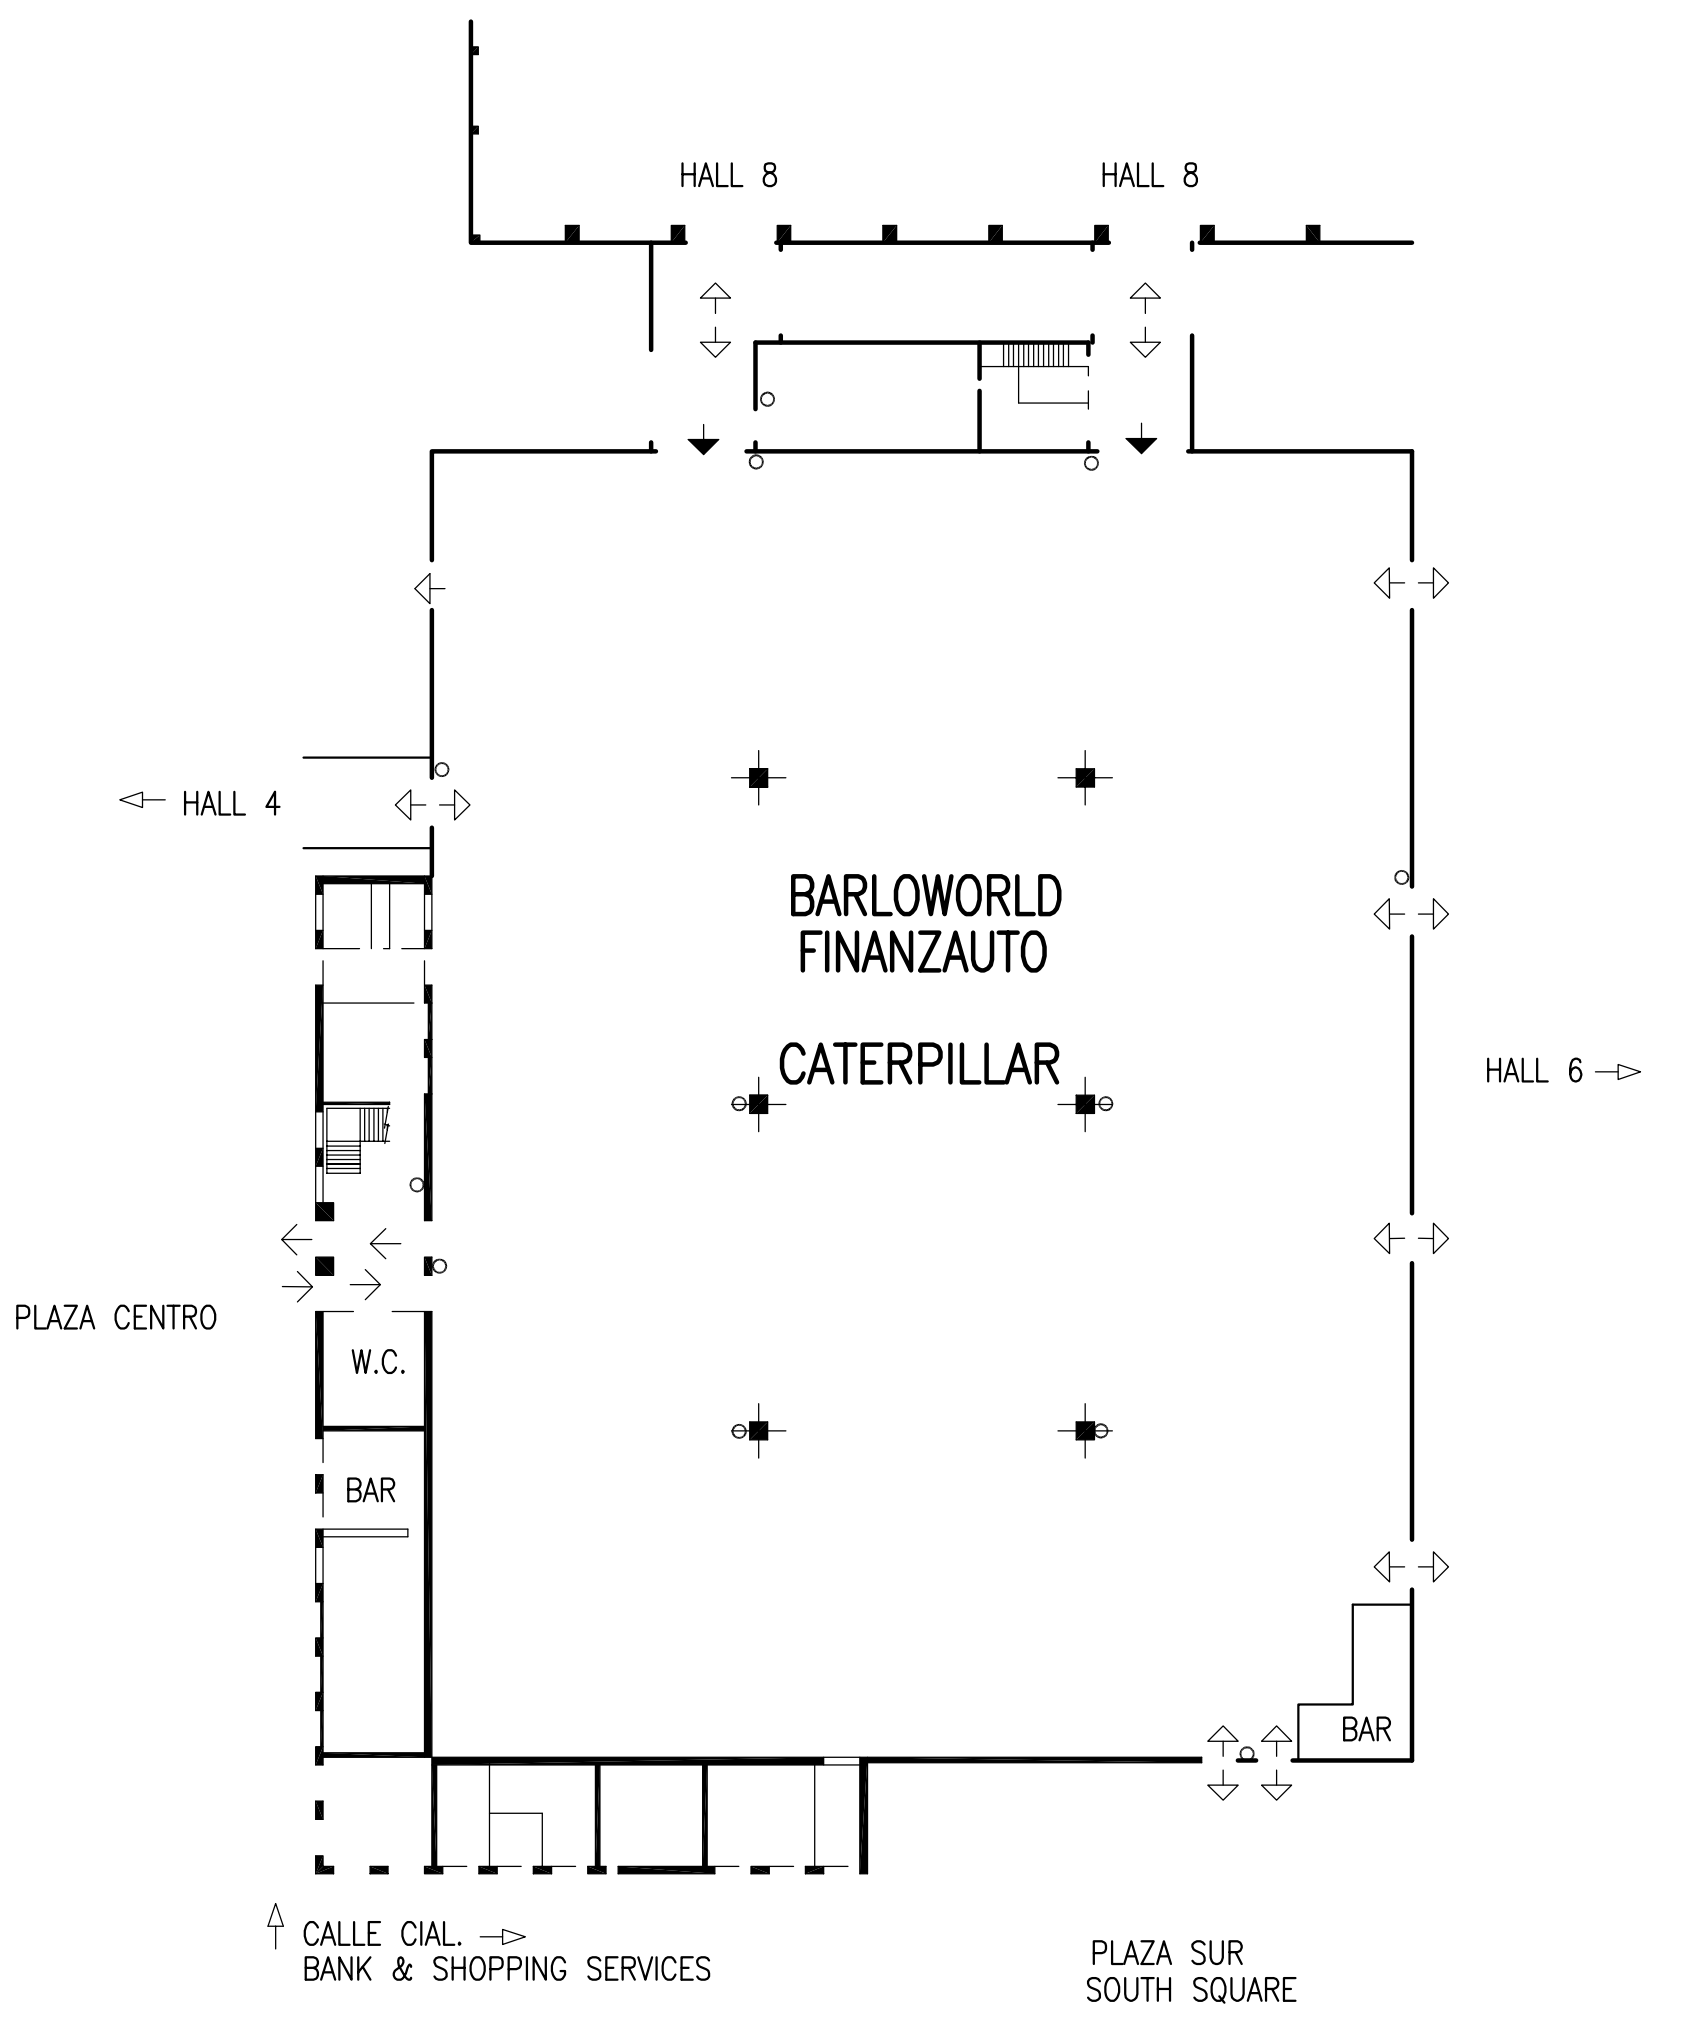 HALL 8
HALL 8
HALL 4
BARLOWORLD
FINANZAUTO
CATERPILLAR
HALL 6
PLAZA CENTRO
W.C.
BAR
BAR
CALLE CIAL.
BANK & SHOPPING SERVICES
PLAZA SUR
SOUTH SQUARE